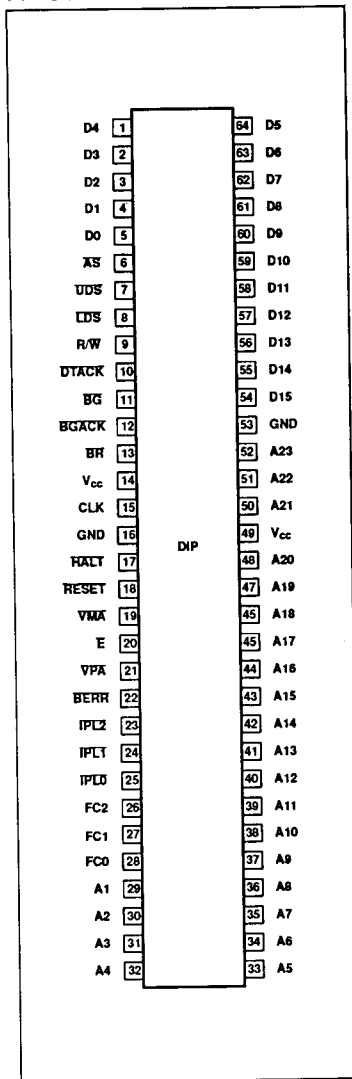 D4 1 64 D5
D3 2 63 D6
D2 3 62 D7
D1 4 61 D8
D0 5 60 D9
AS 6 59 D10
UDS 7 58 D11
LDS 8 57 D12
R/W 9 56 D13
DTACK 10 55 D14
BG 11 54 D15
BGACK 12 53 GND
BR 13 52 A23
Vcc 14 51 A22
CLK 15 50 A21
GND 16 49 Vcc
DIP
HALT 17 48 A20
RESET 18 47 A19
VMA 19 45 A18
E 20 45 A17
VPA 21 44 A16
BERR 22 43 A15
IPL2 23 42 A14
IPL1 24 41 A13
IPL0 25 40 A12
FC2 26 39 A11
FC1 27 38 A10
FC0 28 37 A9
A1 29 36 A8
A2 30 35 A7
A3 31 34 A6
A4 32 33 A5